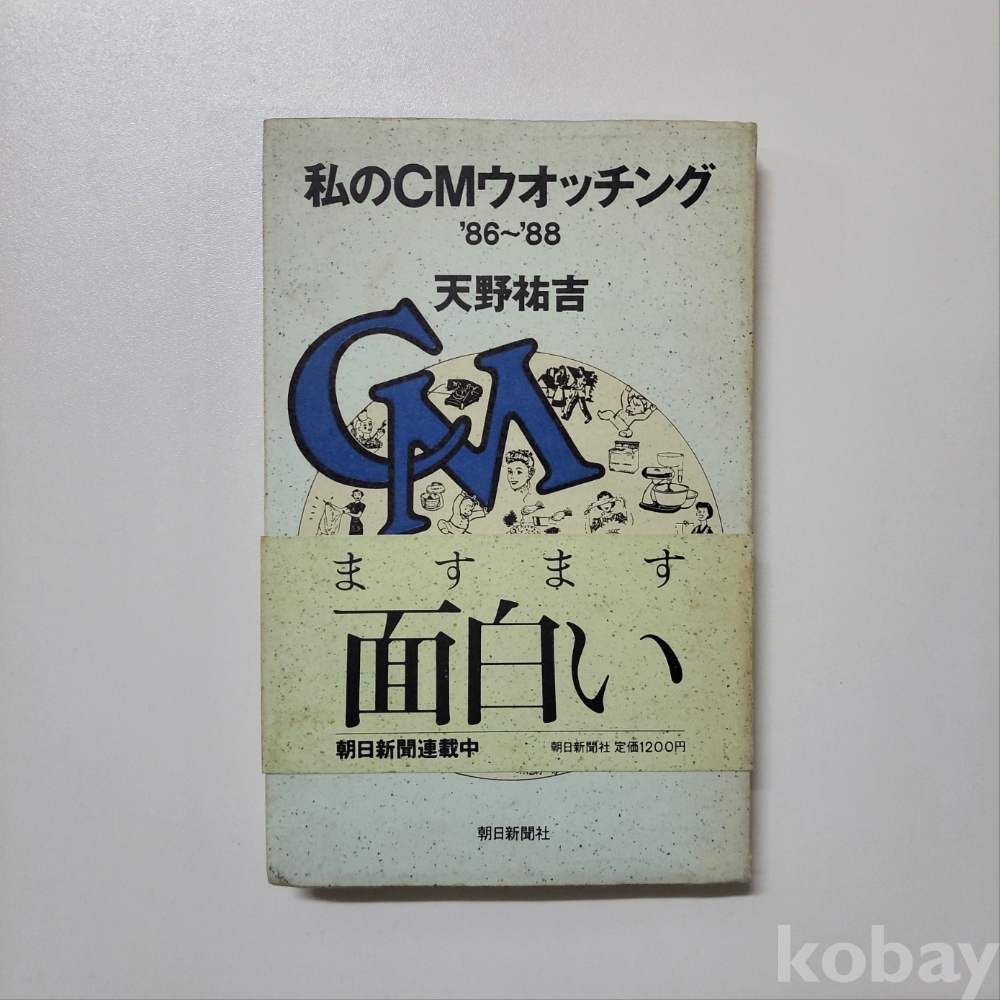 私のCMウオッチング
'86〜'88
天野祐吉
CM
ますます
面白い
朝日新聞連載中
朝日新聞社 定価1200円
朝日新聞社
kobay